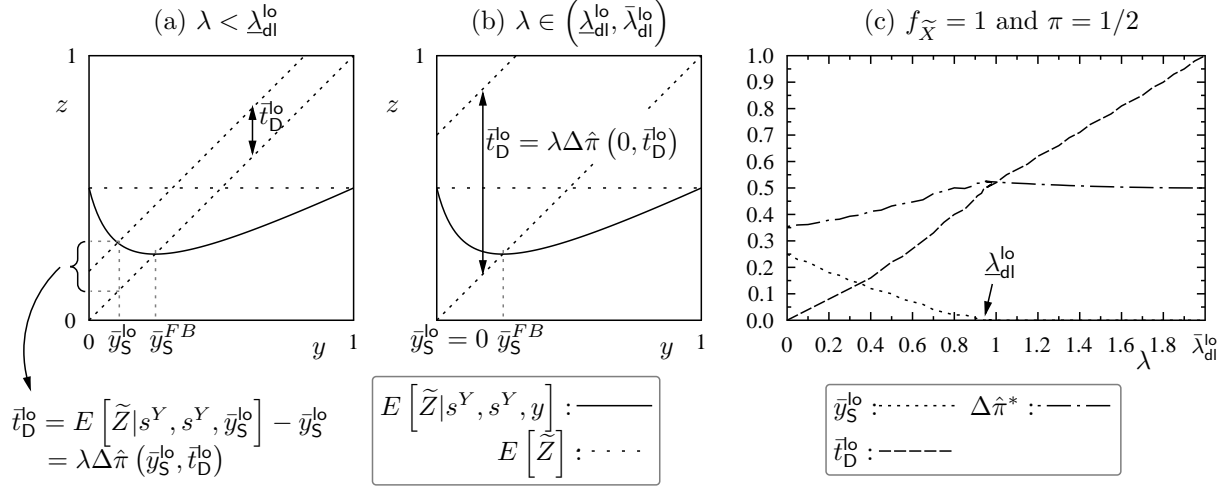 (a) λ < λ̲_dl^lo
(b) λ ∈ (λ̲_dl^lo, λ̄_dl^lo)
(c) f_X̃ = 1 and π = 1/2
1
z
t̄_D^lo
0
0
ȳ_S^lo
ȳ_S^FB
y
1
t̄_D^lo = E [Z̃|s^Y, s^Y, ȳ_S^lo] − ȳ_S^lo
= λΔπ̂ (ȳ_S^lo, t̄_D^lo)
1
z
t̄_D^lo = λΔπ̂ (0, t̄_D^lo)
0
ȳ_S^lo = 0
ȳ_S^FB
y
1
E [Z̃|s^Y, s^Y, y] :
E [Z̃] :
1.0
0.9
0.8
0.7
0.6
0.5
0.4
0.3
0.2
0.1
0.0
λ̲_dl^lo
0 0.2 0.4 0.6 0.8 1 1.2 1.4 1.6 1.8 λ̄_dl^lo
λ
ȳ_S^lo : Δπ̂* :
t̄_D^lo :